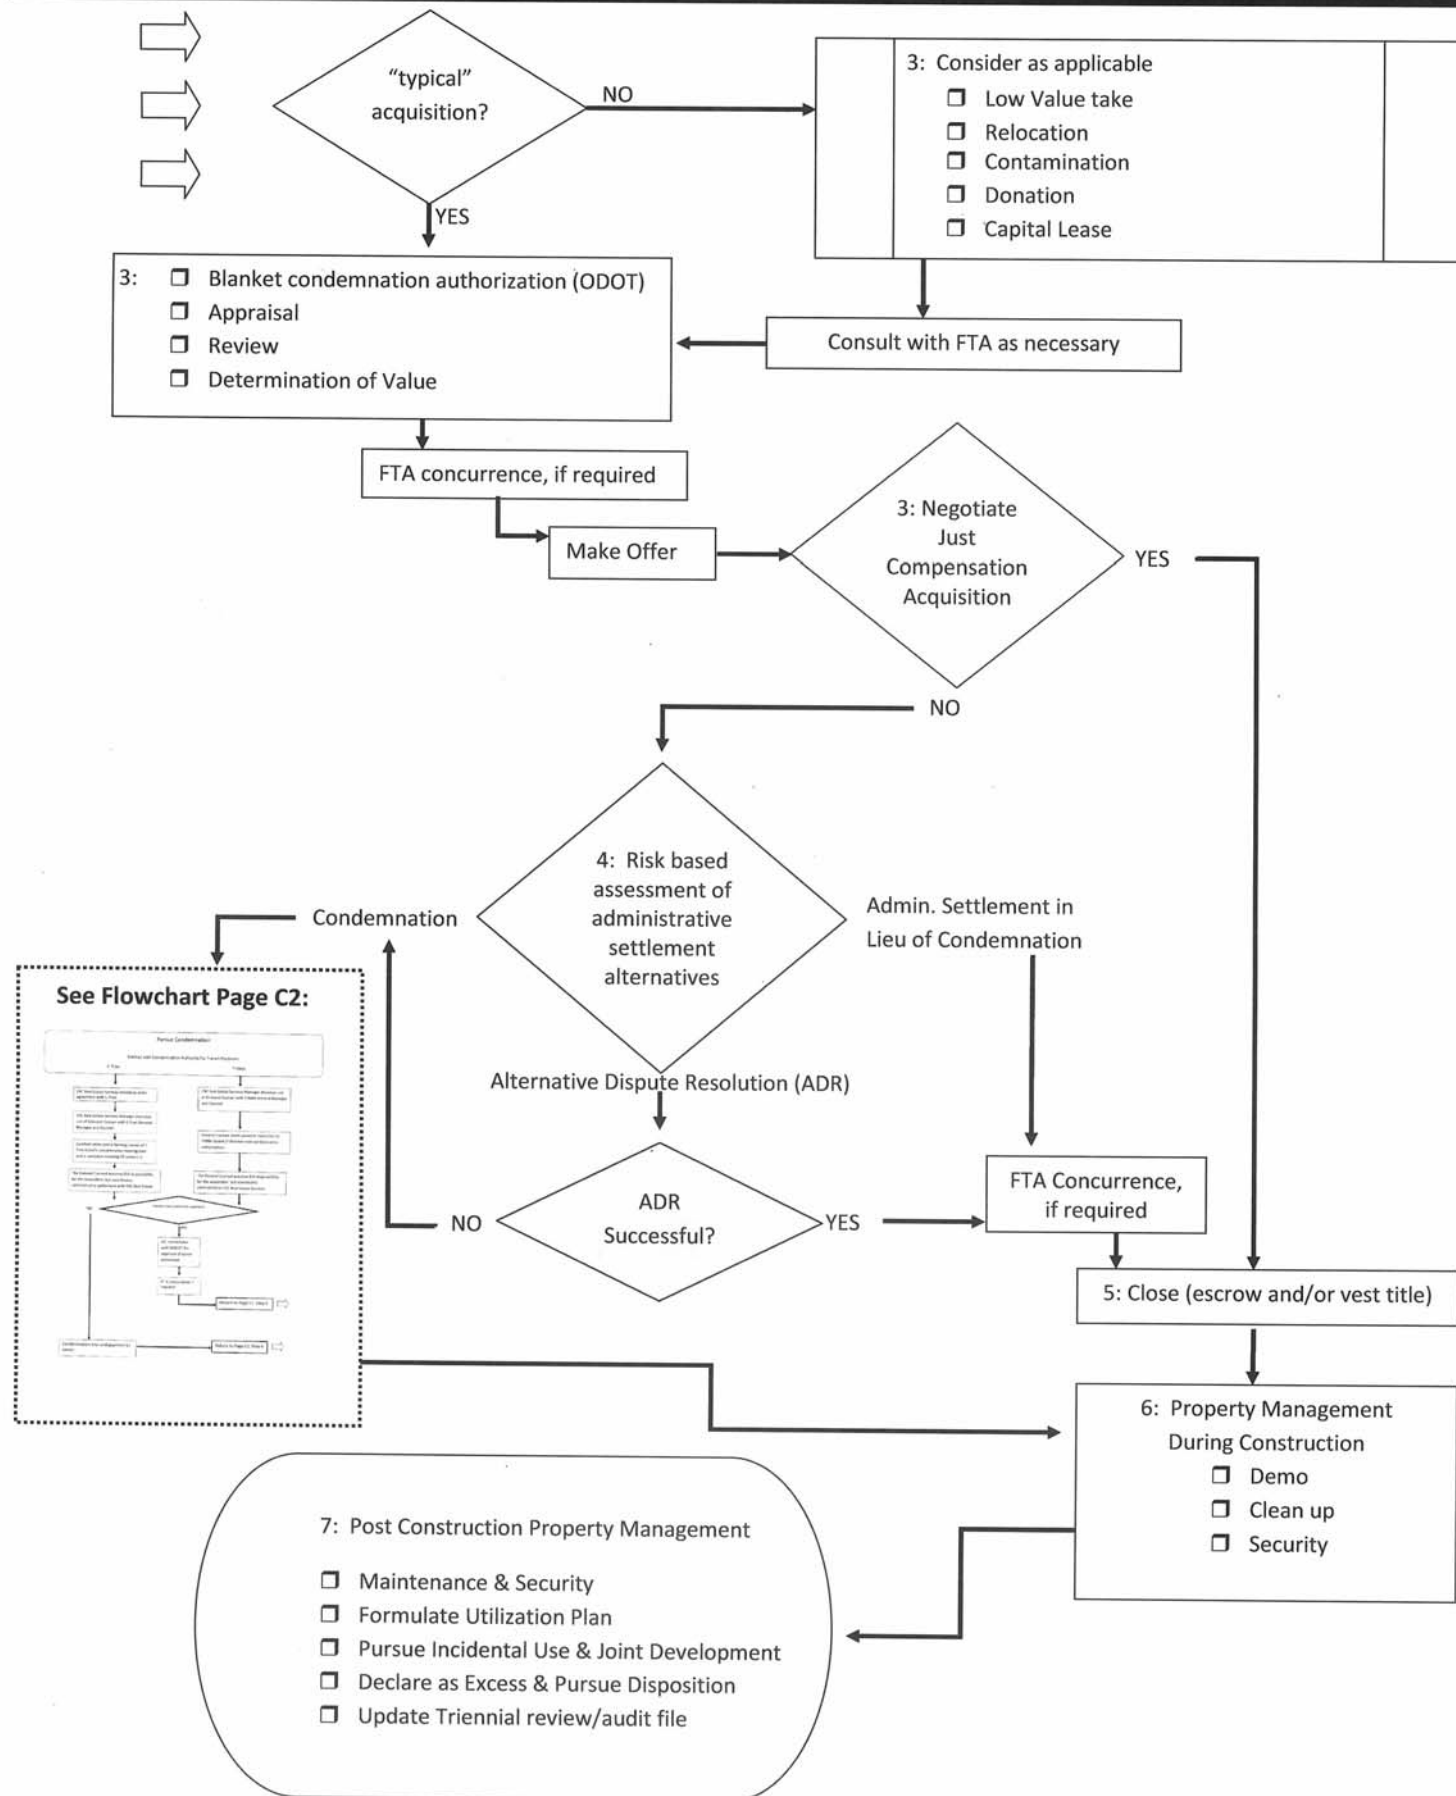 "typical"
acquisition?
NO
YES
3: Consider as applicable
Low Value take
Relocation
Contamination
Donation
Capital Lease
3: Blanket condemnation authorization (ODOT)
Appraisal
Review
Determination of Value
Consult with FTA as necessary
FTA concurrence, if required
Make Offer
3: Negotiate
Just
Compensation
Acquisition
YES
NO
4: Risk based
assessment of
administrative
settlement
alternatives
Condemnation
Admin. Settlement in
Lieu of Condemnation
See Flowchart Page C2:
Pursue Condemnation
Alternative Dispute Resolution (ADR)
ADR
Successful?
NO
YES
FTA Concurrence,
if required
5: Close (escrow and/or vest title)
6: Property Management
During Construction
Demo
Clean up
Security
7: Post Construction Property Management
Maintenance & Security
Formulate Utilization Plan
Pursue Incidental Use & Joint Development
Declare as Excess & Pursue Disposition
Update Triennial review/audit file